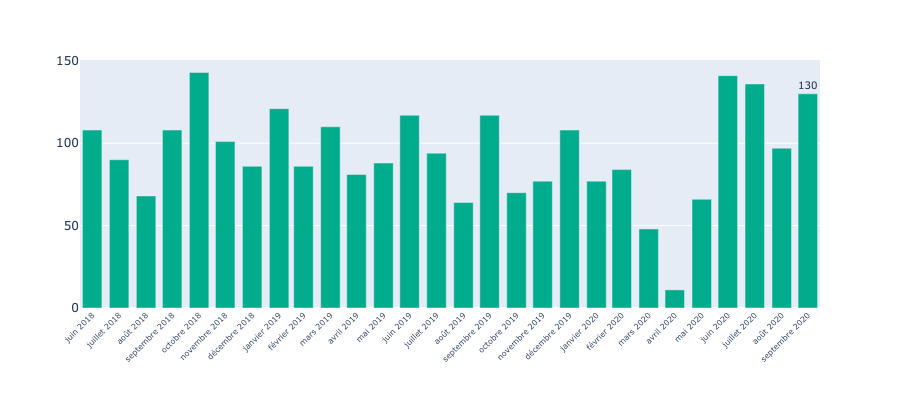 150
100
50
0
130
juin 2018
juillet 2018
août 2018
septembre 2018
octobre 2018
novembre 2018
décembre 2018
janvier 2019
février 2019
mars 2019
avril 2019
mai 2019
juin 2019
juillet 2019
août 2019
septembre 2019
octobre 2019
novembre 2019
décembre 2019
janvier 2020
février 2020
mars 2020
avril 2020
mai 2020
juin 2020
juillet 2020
août 2020
septembre 2020